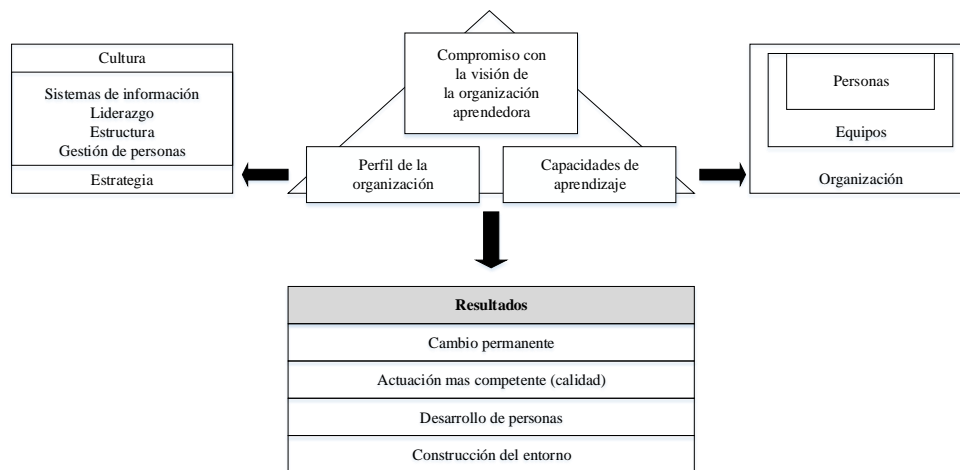 Cultura
Sistemas de información
Liderazgo
Estructura
Gestión de personas
Estrategia
Compromiso con
la visión de
la organización
aprendedora
Perfil de la
organización
Capacidades de
aprendizaje
Personas
Equipos
Organización
Resultados
Cambio permanente
Actuación mas competente (calidad)
Desarrollo de personas
Construcción del entorno